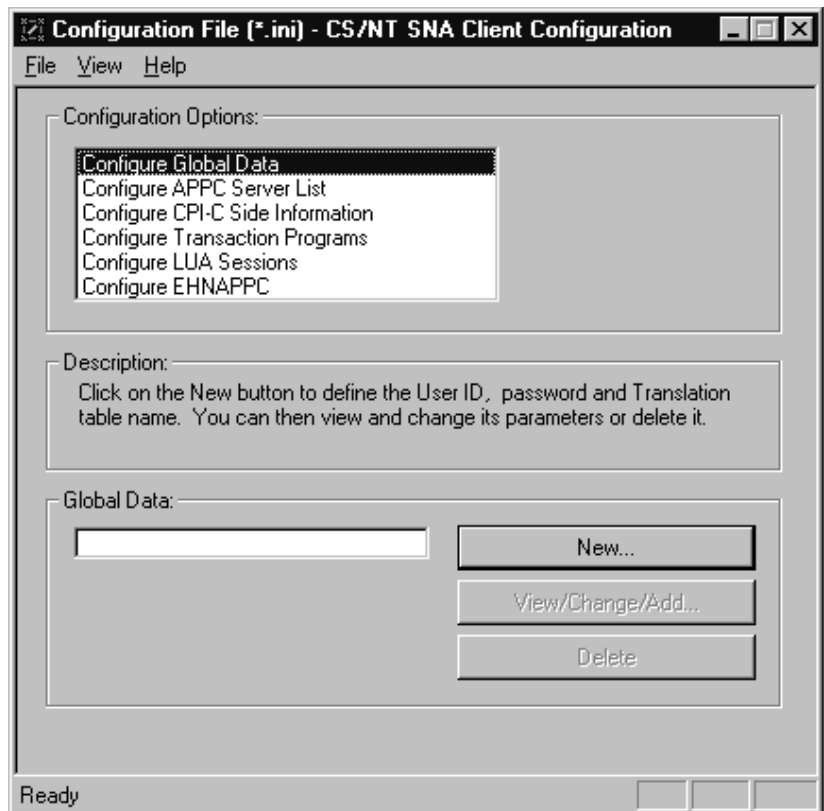 Configuration File (*.ini) - CS/NT SNA Client Configuration
File View Help
Configuration Options:
Configure Global Data
Configure APPC Server List
Configure CPI-C Side Information
Configure Transaction Programs
Configure LUA Sessions
Configure EHNAPPC
Description:
Click on the New button to define the User ID, password and Translation
table name. You can then view and change its parameters or delete it.
Global Data:
New...
View/Change/Add...
Delete
Ready